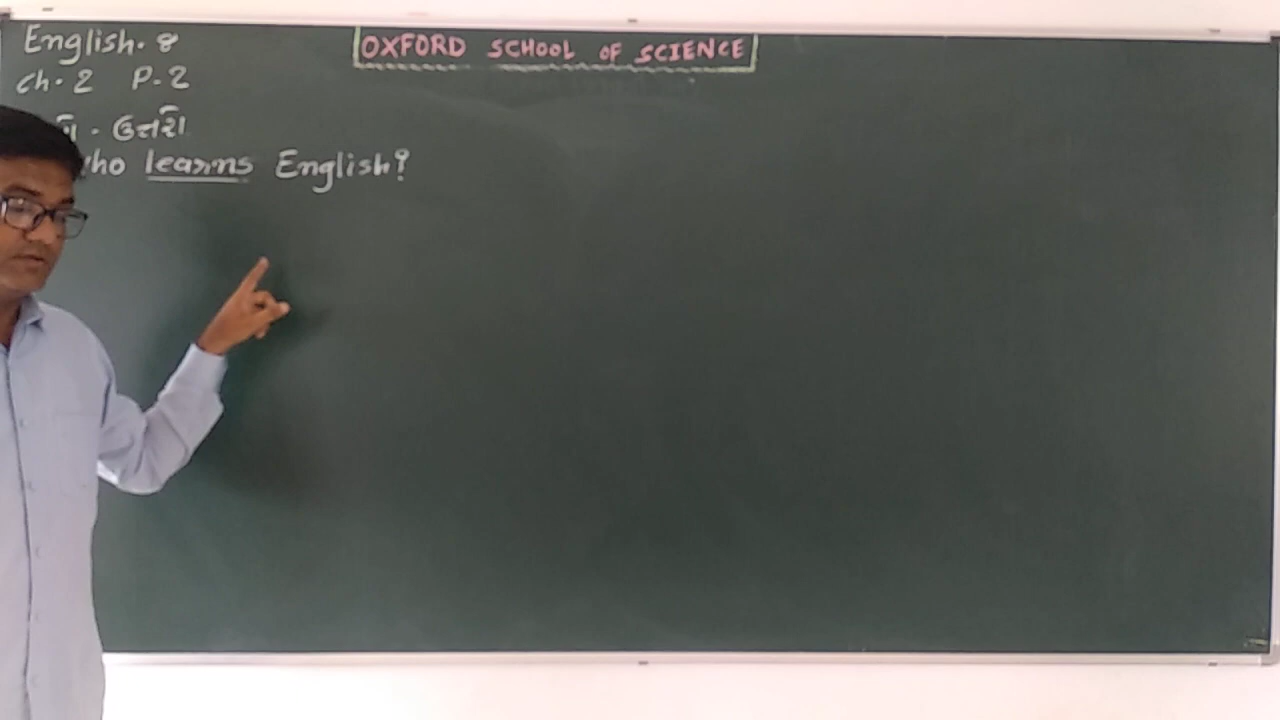 English. 8
OXFORD SCHOOL OF SCIENCE
Ch. 2 P-2
ઉત્તરો
who learns English?